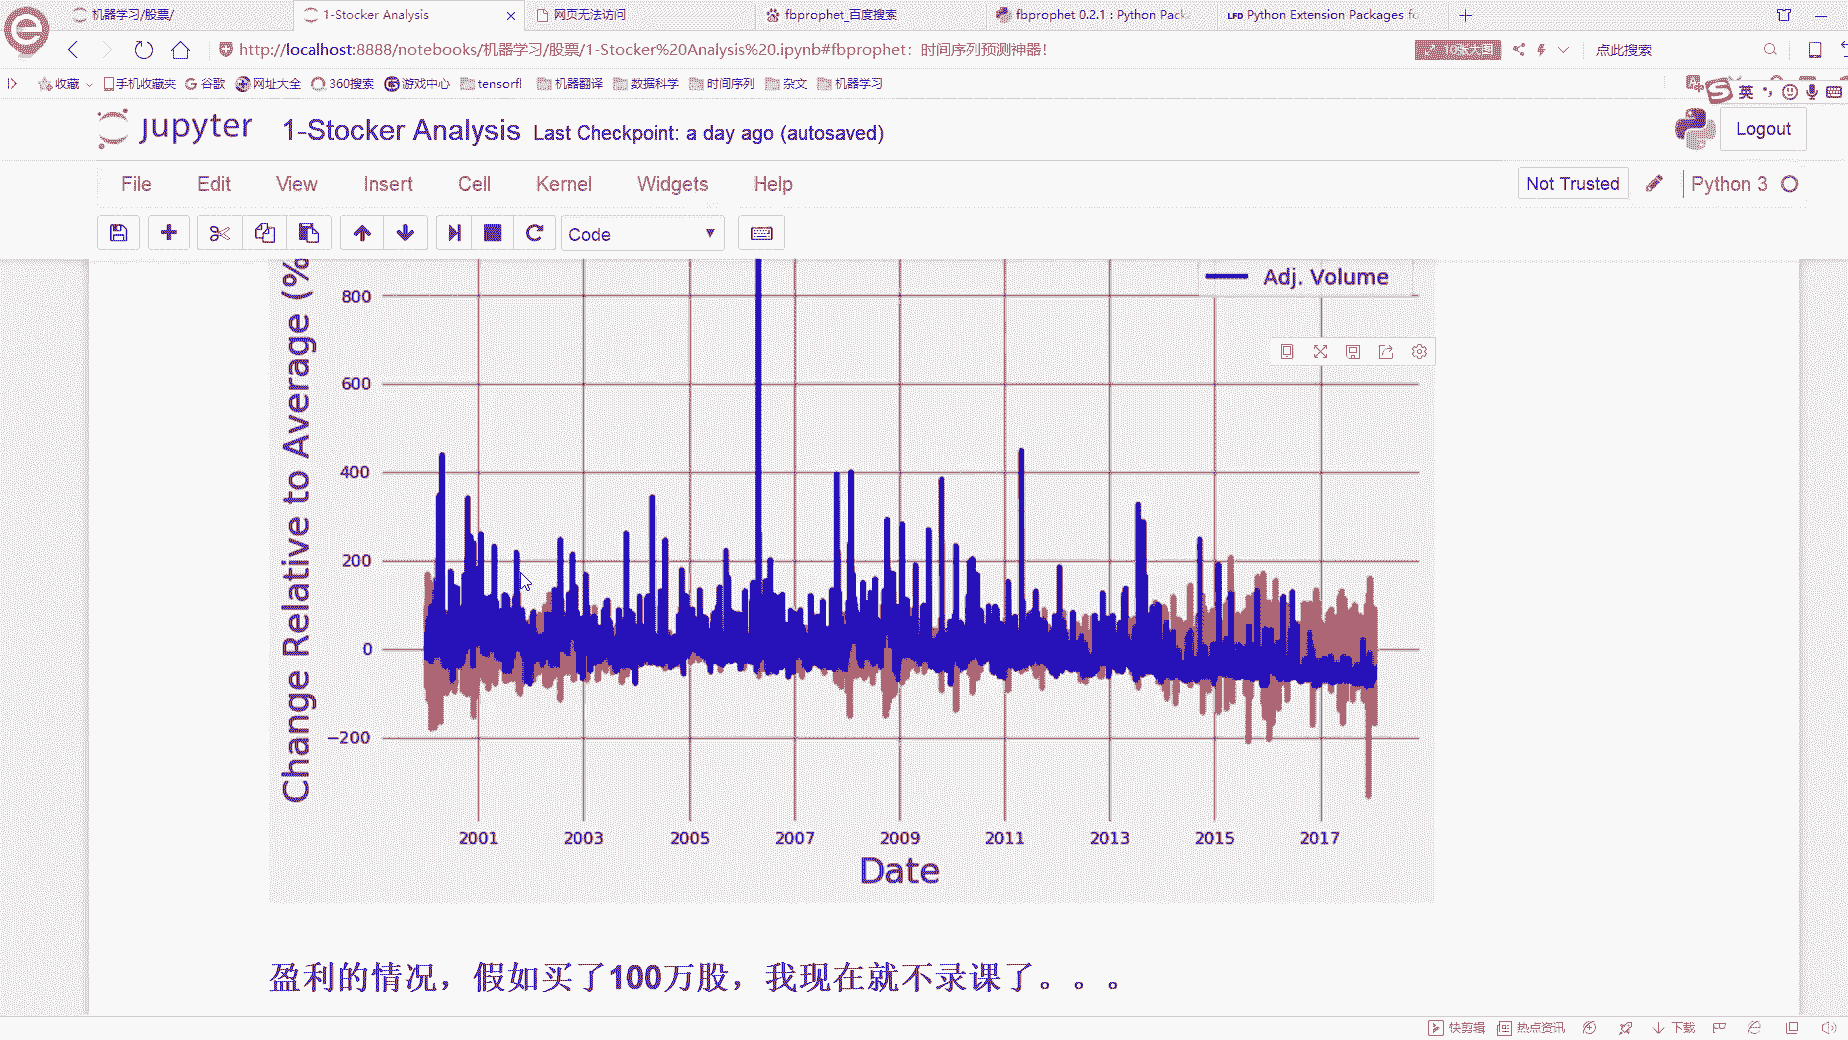 机器学习/股票/
1-Stocker Analysis
网页无法访问
fbprophet_百度搜索
fbprophet 0.2.1 : Python Pack
LFD Python Extension Packages fo
http://localhost:8888/notebooks/机器学习/股票/1-Stocker%20Analysis%20.ipynb#fbprophet：时间序列预测神器！
10张大图
点此搜索
收藏 手机收藏夹 谷歌 网址大全 360搜索 游戏中心 tensorfl 机器翻译 数据科学 时间序列 杂文 机器学习
英
jupyter 1-Stocker Analysis Last Checkpoint: a day ago (autosaved)
Logout
File Edit View Insert Cell Kernel Widgets Help
Not Trusted
Python 3
Code
Change Relative to Average (%
Adj. Volume
800
600
400
200
0
−200
2001 2003 2005 2007 2009 2011 2013 2015 2017
Date
盈利的情况，假如买了100万股，我现在就不录课了。。。
快剪辑 热点资讯 下载